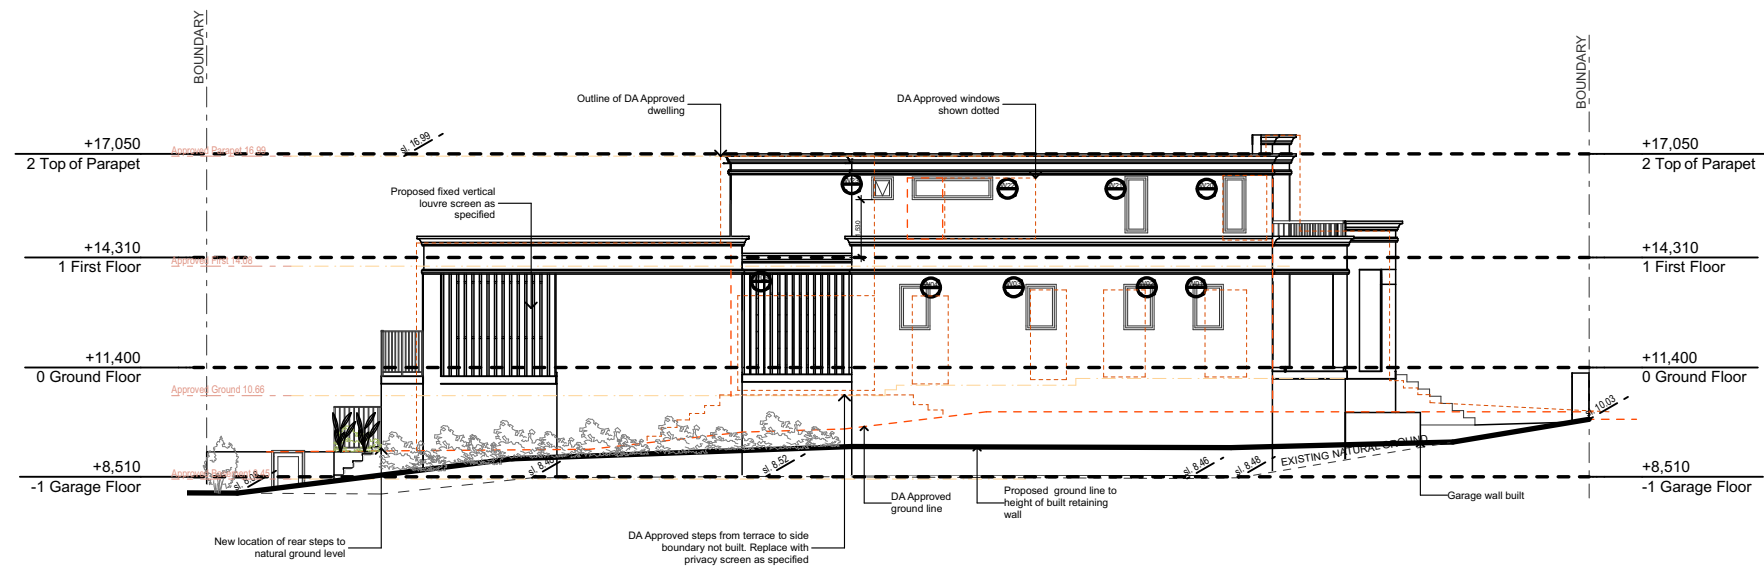 BOUNDARY
BOUNDARY
Outline of DA Approved
dwelling
DA Approved windows
shown dotted
+17,050
2 Top of Parapet
Approved Parapet 16.99
sl. 16.99
+17,050
2 Top of Parapet
Proposed fixed vertical
louvre screen as
specified
+14,310
1 First Floor
+14,310
1 First Floor
+11,400
0 Ground Floor
Approved Ground 10.66
+11,400
0 Ground Floor
sl. 10.03
EXISTING NATURAL GROUND
+8,510
-1 Garage Floor
sl. 8.52
sl. 8.46
sl. 8.48
+8,510
-1 Garage Floor
DA Approved
ground line
Proposed ground line to
height of built retaining
wall
Garage wall built
New location of rear steps to
natural ground level
DA Approved steps from terrace to side
boundary not built. Replace with
privacy screen as specified